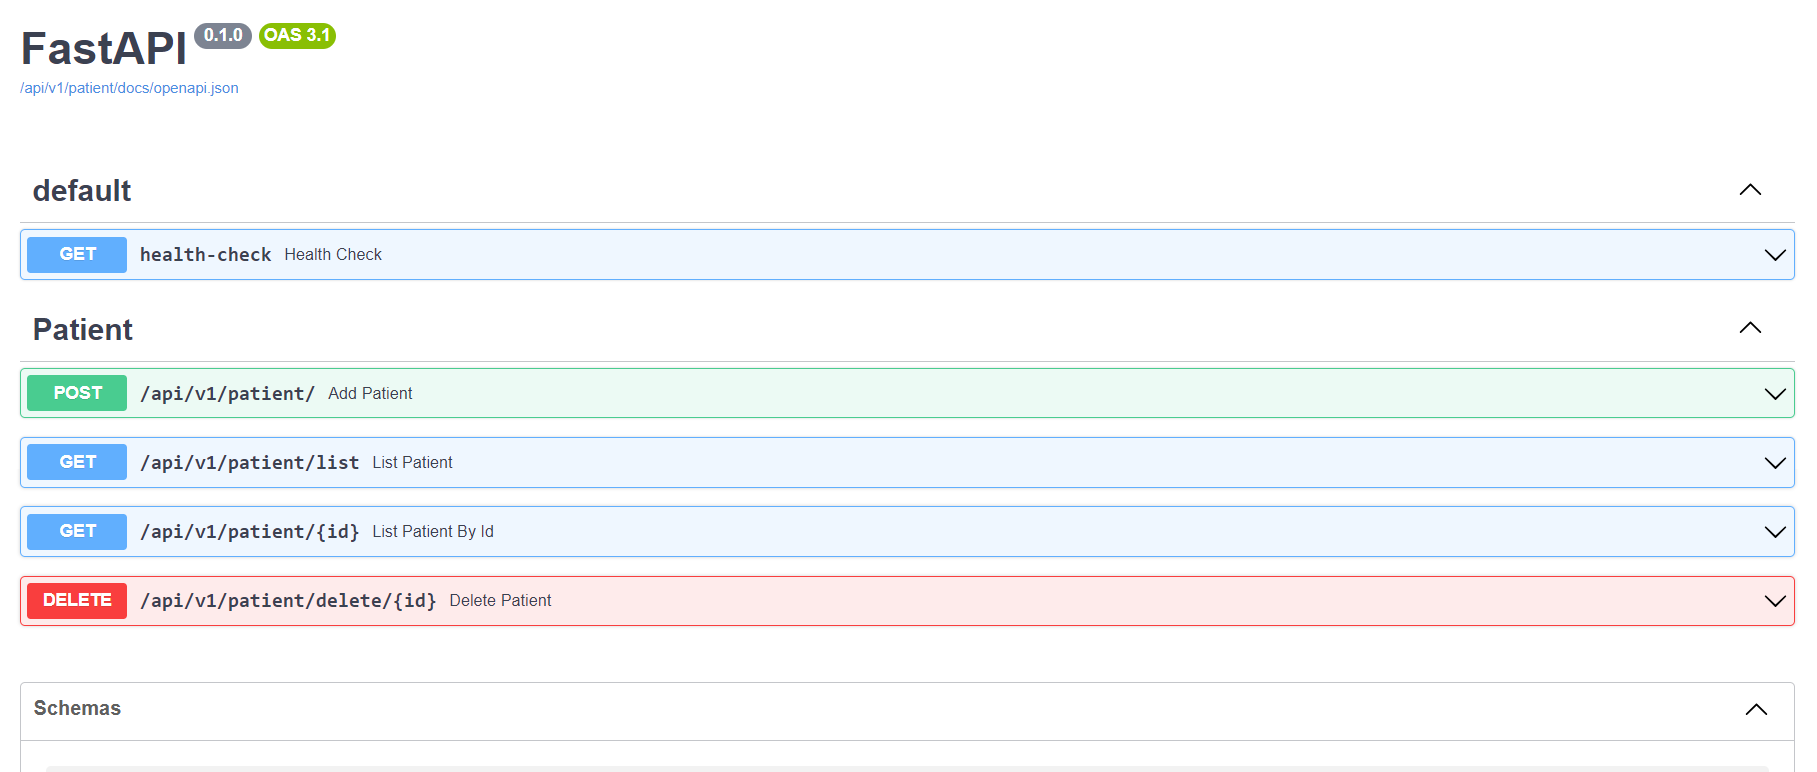 FastAPI 0.1.0 OAS 3.1
/api/v1/patient/docs/openapi.json
default
GET health-check Health Check
Patient
POST /api/v1/patient/ Add Patient
GET /api/v1/patient/list List Patient
GET /api/v1/patient/{id} List Patient By Id
DELETE /api/v1/patient/delete/{id} Delete Patient
Schemas